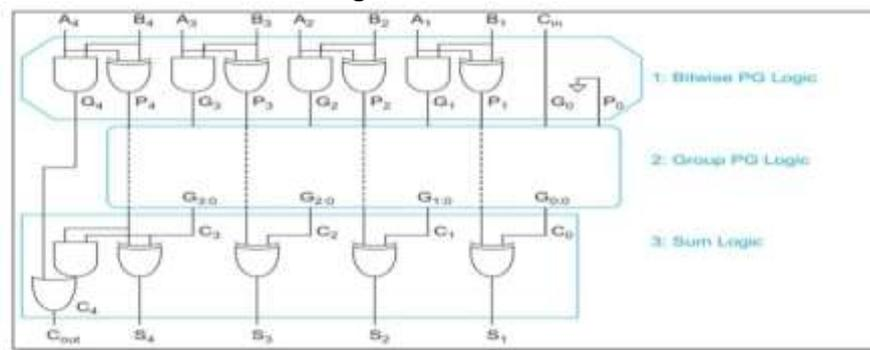 A4 B4 A3 B3 A2 B2 A1 B1 Cin
1: Bitwise PG Logic
G4 P4 G3 P3 G2 P2 G1 P1 G0 P0
2: Group PG Logic
G3:0 G2:0 G1:0 G0:0
C3 C2 C1 C0
3: Sum Logic
C4
Cout S4 S3 S2 S1